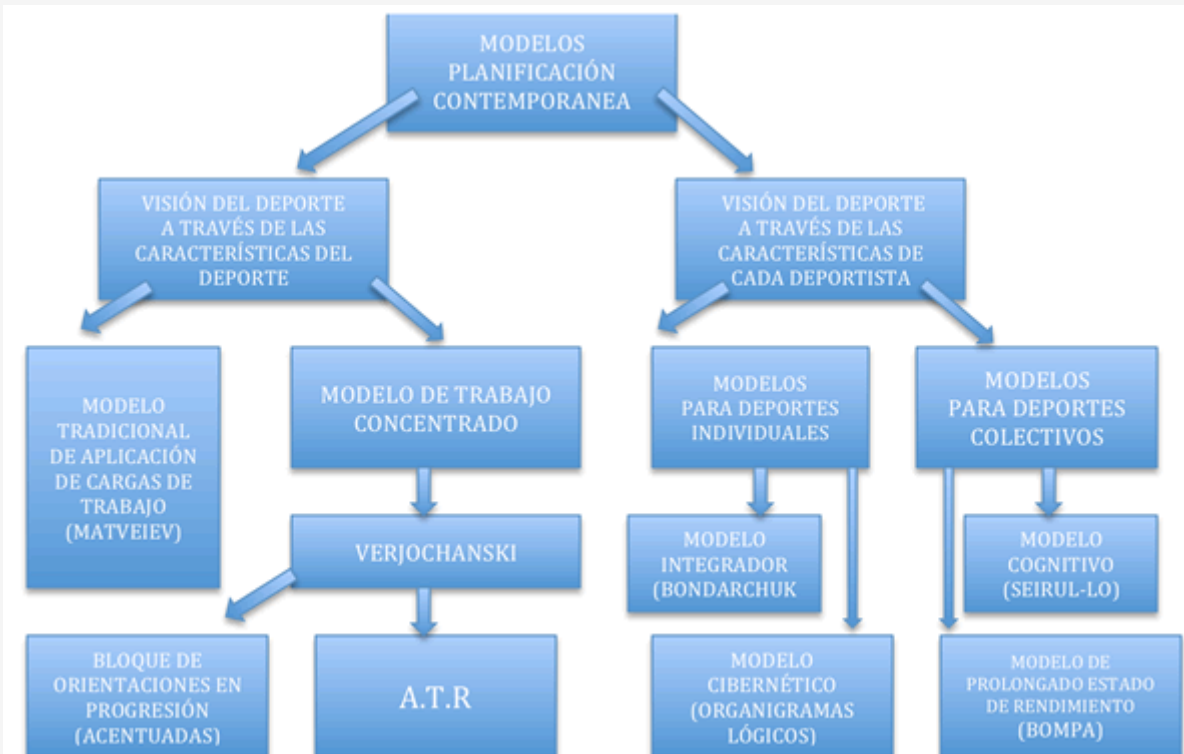 MODELOS
PLANIFICACIÓN
CONTEMPORANEA
VISIÓN DEL DEPORTE
A TRAVÉS DE LAS
CARACTERÍSTICAS DEL
DEPORTE
VISIÓN DEL DEPORTE
A TRAVÉS DE LAS
CARACTERÍSTICAS DE
CADA DEPORTISTA
MODELO
TRADICIONAL
DE APLICACIÓN
DE CARGAS DE
TRABAJO
(MATVEIEV)
MODELO DE TRABAJO
CONCENTRADO
MODELOS
PARA DEPORTES
INDIVIDUALES
MODELOS
PARA DEPORTES
COLECTIVOS
VERJOCHANSKI
MODELO
INTEGRADOR
(BONDARCHUK
MODELO
COGNITIVO
(SEIRUL-LO)
BLOQUE DE
ORIENTACIONES EN
PROGRESIÓN
(ACENTUADAS)
A.T.R
MODELO
CIBERNÉTICO
(ORGANIGRAMAS
LÓGICOS)
MODELO DE
PROLONGADO ESTADO
DE RENDIMIENTO
(BOMPA)